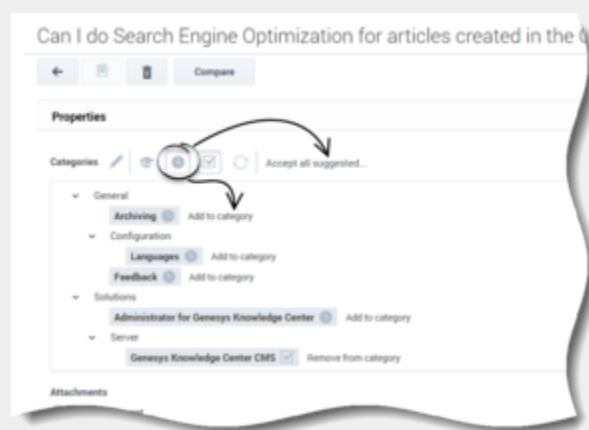 Can I do Search Engine Optimization for articles created in the
Compare
Properties
Categories Accept all suggested...
General
Archiving Add to category
Configuration
Languages Add to category
Feedback Add to category
Solutions
Administrator for Genesys Knowledge Center Add to category
Server
Genesys Knowledge Center CMS Remove from category
Attachments